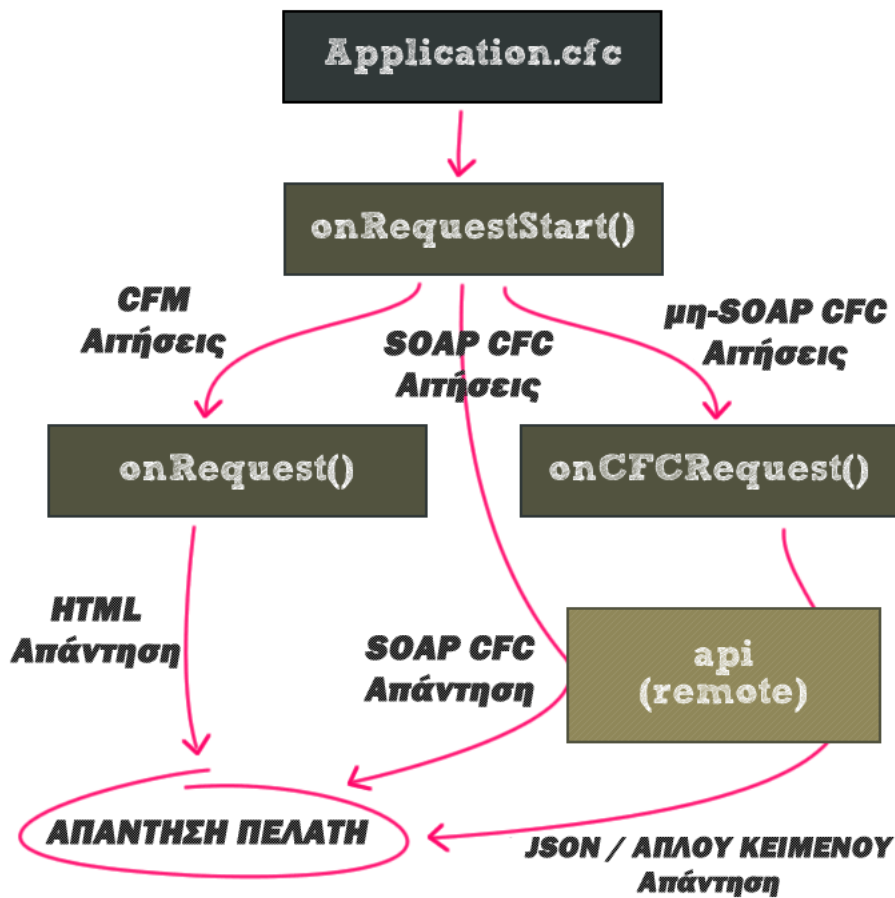 Application.cfc
onRequestStart()
CFM
Αιτήσεις
SOAP CFC
Αιτήσεις
μη-SOAP CFC
Αιτήσεις
onRequest()
onCFCRequest()
HTML
Απάντηση
SOAP CFC
Απάντηση
api
(remote)
ΑΠΑΝΤΗΣΗ ΠΕΛΑΤΗ
JSON / ΑΠΛΟΥ ΚΕΙΜΕΝΟΥ
Απάντηση